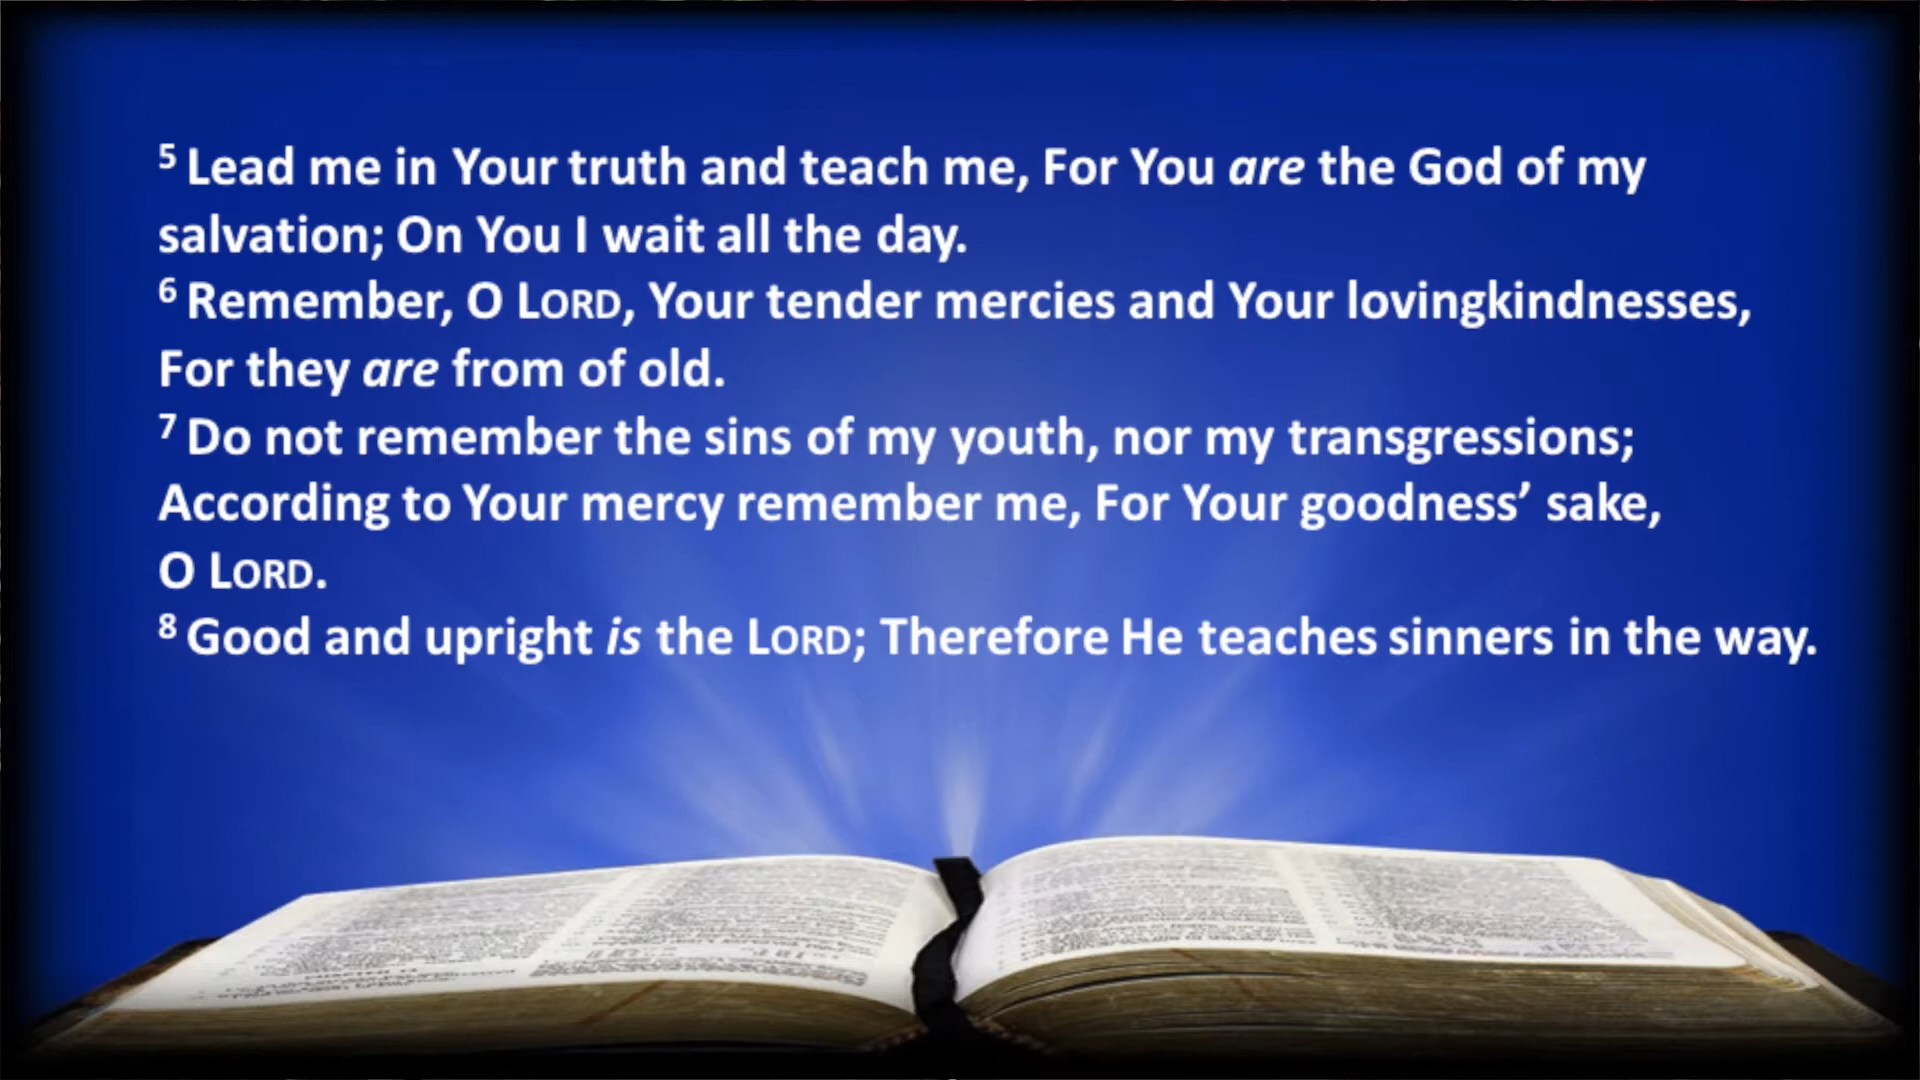 5 Lead me in Your truth and teach me, For You are the God of my
salvation; On You I wait all the day.
6 Remember, O LORD, Your tender mercies and Your lovingkindnesses,
For they are from of old.
7 Do not remember the sins of my youth, nor my transgressions;
According to Your mercy remember me, For Your goodness’ sake,
O LORD.
8 Good and upright is the LORD; Therefore He teaches sinners in the way.